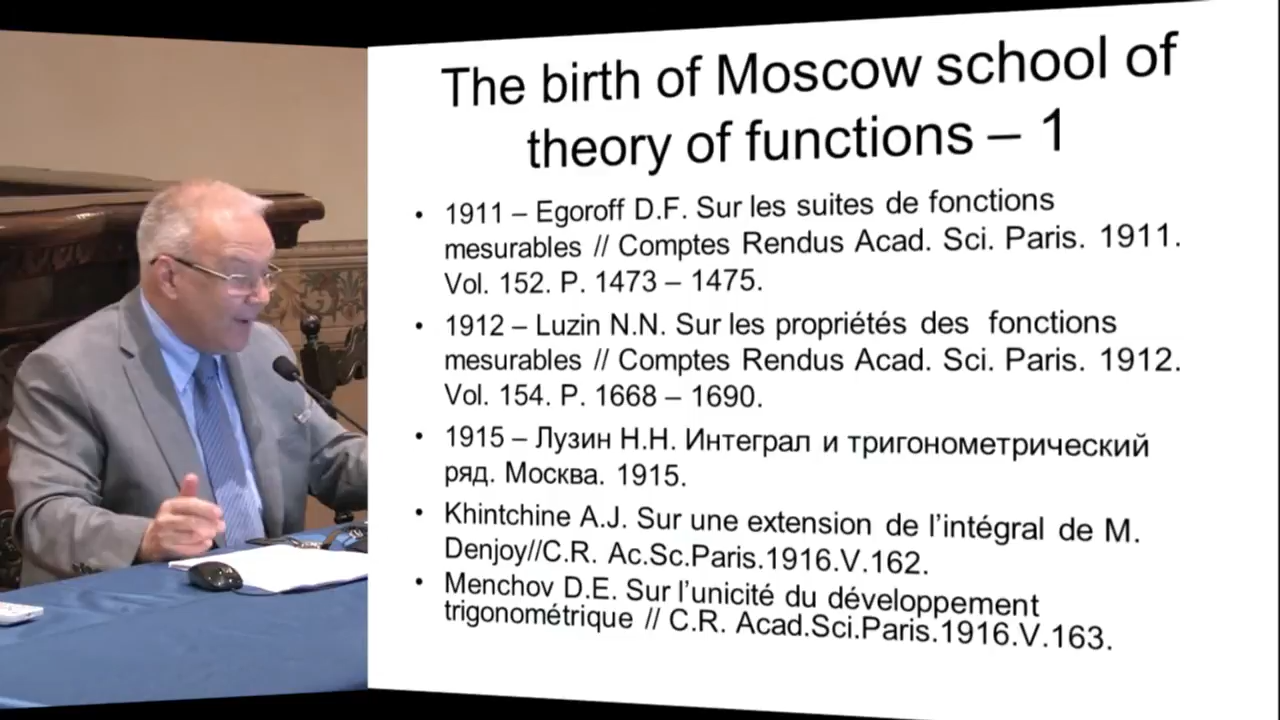 The birth of Moscow school of
theory of functions – 1
• 1911 – Egoroff D.F. Sur les suites de fonctions
mesurables // Comptes Rendus Acad. Sci. Paris. 1911.
Vol. 152. P. 1473 – 1475.
• 1912 – Luzin N.N. Sur les propriétés des fonctions
mesurables // Comptes Rendus Acad. Sci. Paris. 1912.
Vol. 154. P. 1668 – 1690.
• 1915 – Лузин Н.Н. Интеграл и тригонометрический
ряд. Москва. 1915.
• Khintchine A.J. Sur une extension de l’intégral de M.
Denjoy//C.R. Ac.Sc.Paris.1916.V.162.
• Menchov D.E. Sur l’unicité du développement
trigonométrique // C.R. Acad.Sci.Paris.1916.V.163.